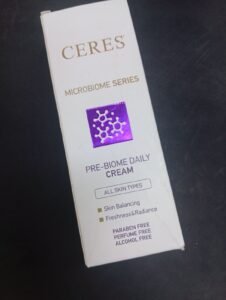 CERES
MICROBIOME SERIES
PRE-BIOME DAILY
CREAM
ALL SKIN TYPES
Skin Balancing
Freshness&Radiance
PARABEN FREE
PERFUME FREE
ALCOHOL FREE